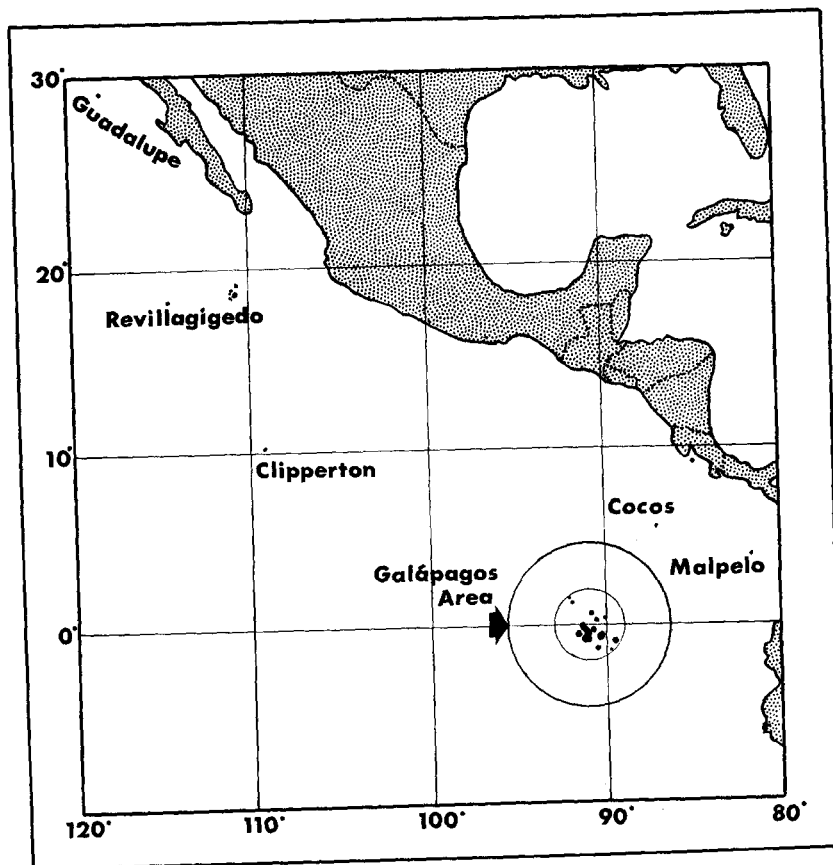 30°
Guadalupe
20°
Revillagigedo
10°
Clipperton
Cocos
Galápagos
Area
Malpelo
0°
120°
110°
100°
90°
80°